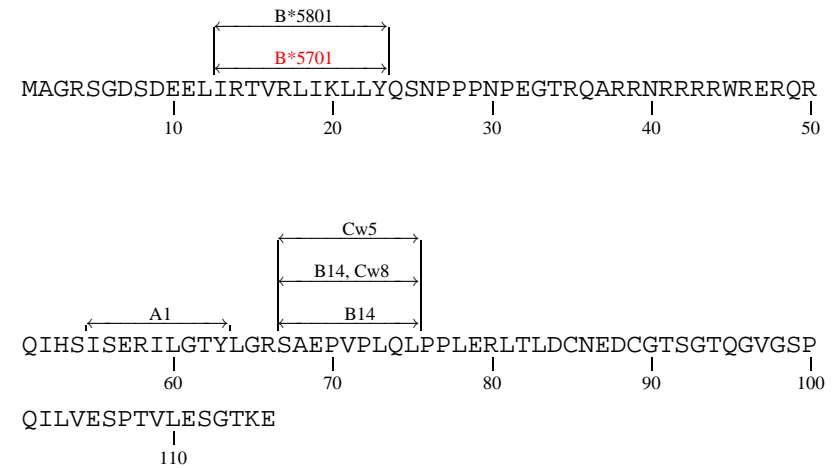 B*5801
B*5701
MAGRSGDSDEELIRTVRLIKLLYQSNPPPNPEGTRQARRNRRRRWRERQR
10 20 30 40 50
Cw5
B14, Cw8
A1 B14
QIHSISERILGTYLGRSAEPVPLQLPPLERLTLDCNEDCGTSGTQGVGSP
60 70 80 90 100
QILVESPTVLESGTKE
110